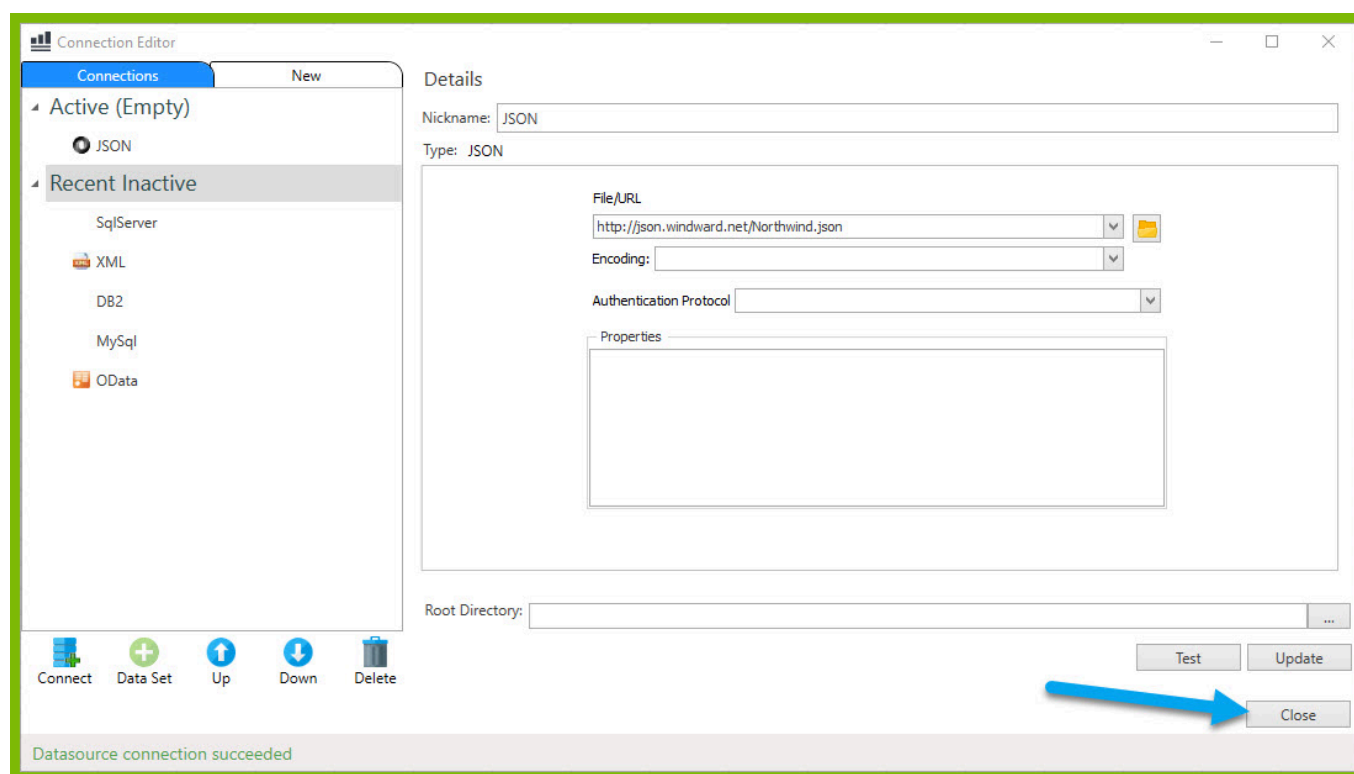 Connection Editor
Connections
New
Active (Empty)
JSON
Recent Inactive
SqlServer
XML
DB2
MySql
OData
Connect
Data Set
Up
Down
Delete
Details
Nickname: JSON
Type: JSON
File/URL
http://json.windward.net/Northwind.json
Encoding:
Authentication Protocol
Properties
Root Directory:
...
Test
Update
Close
Datasource connection succeeded